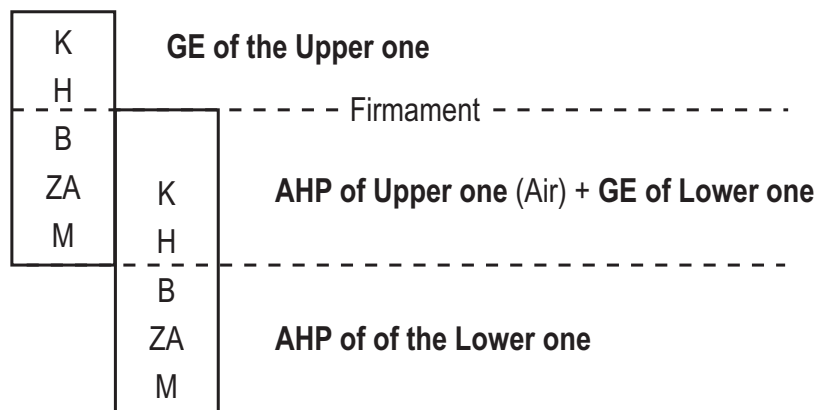 K GE of the Upper one
H
Firmament
B
ZA K AHP of Upper one (Air) + GE of Lower one
M H
B
ZA AHP of of the Lower one
M